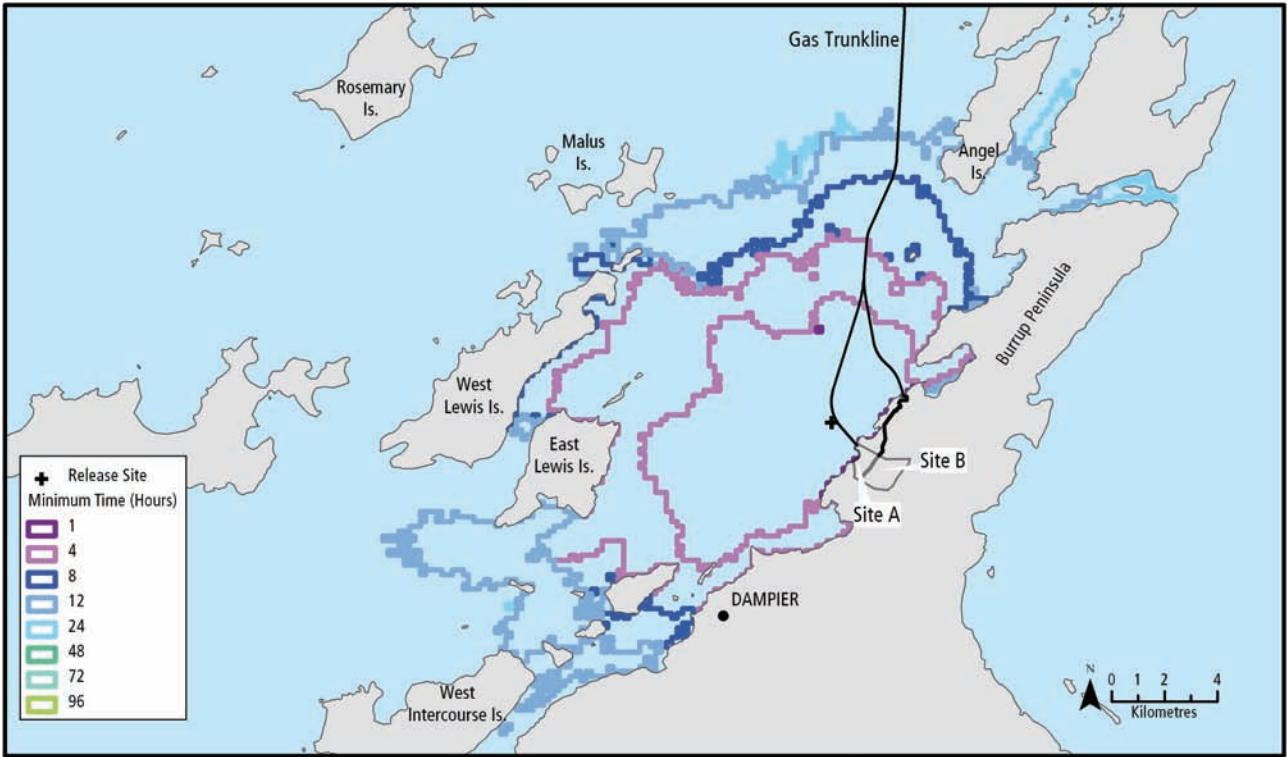 Gas Trunkline
Rosemary
Is.
Malus
Is.
Angel
Is.
Burrup Peninsula
West
Lewis Is.
East
Lewis Is.
Site B
Site A
DAMPIER
West
Intercourse Is.
Release Site
Minimum Time (Hours)
1
4
8
12
24
48
72
96
N
0 1 2 4
Kilometres